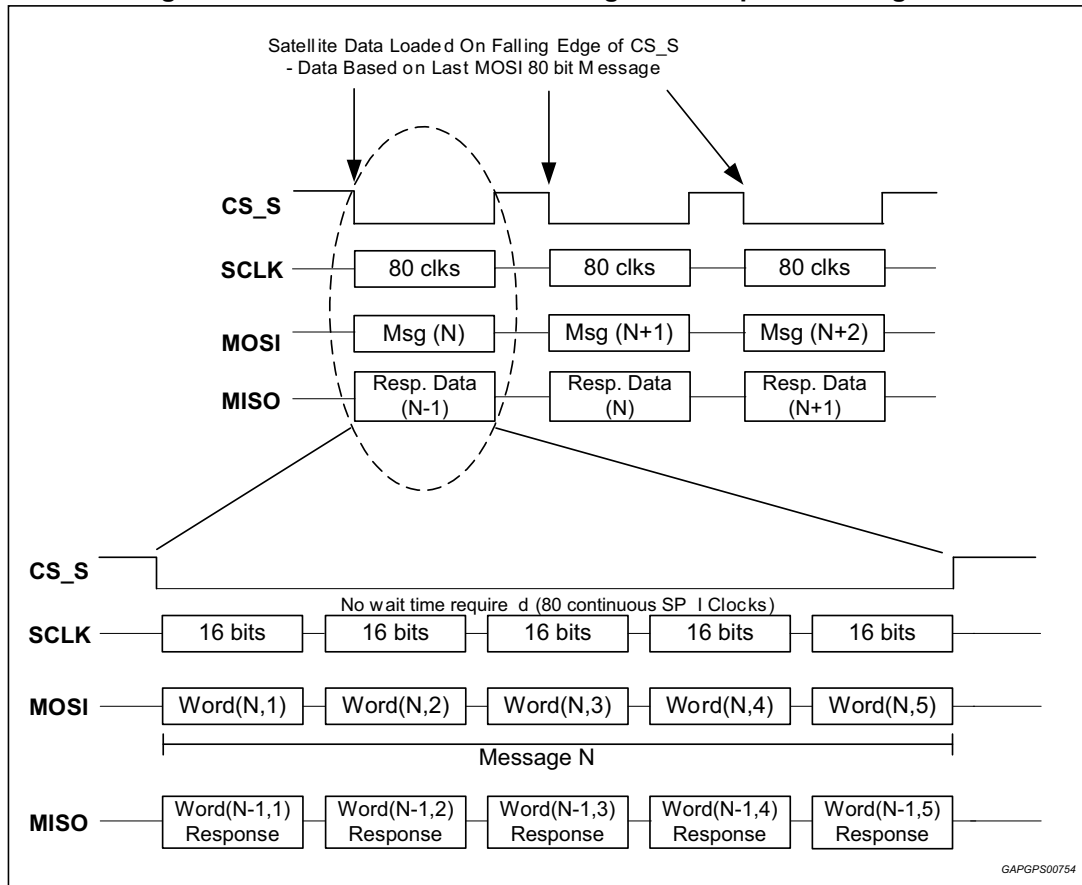 Satellite Data Loaded On Falling Edge of CS_S
- Data Based on Last MOSI 80 bit Message
CS_S
SCLK 80 clks 80 clks 80 clks
MOSI Msg (N) Msg (N+1) Msg (N+2)
MISO Resp. Data (N-1) Resp. Data (N) Resp. Data (N+1)
CS_S
No wait time require d (80 continuous SP I Clocks)
SCLK 16 bits 16 bits 16 bits 16 bits 16 bits
MOSI Word(N,1) Word(N,2) Word(N,3) Word(N,4) Word(N,5)
Message N
MISO Word(N-1,1) Response Word(N-1,2) Response Word(N-1,3) Response Word(N-1,4) Response Word(N-1,5) Response
GAPGPS00754